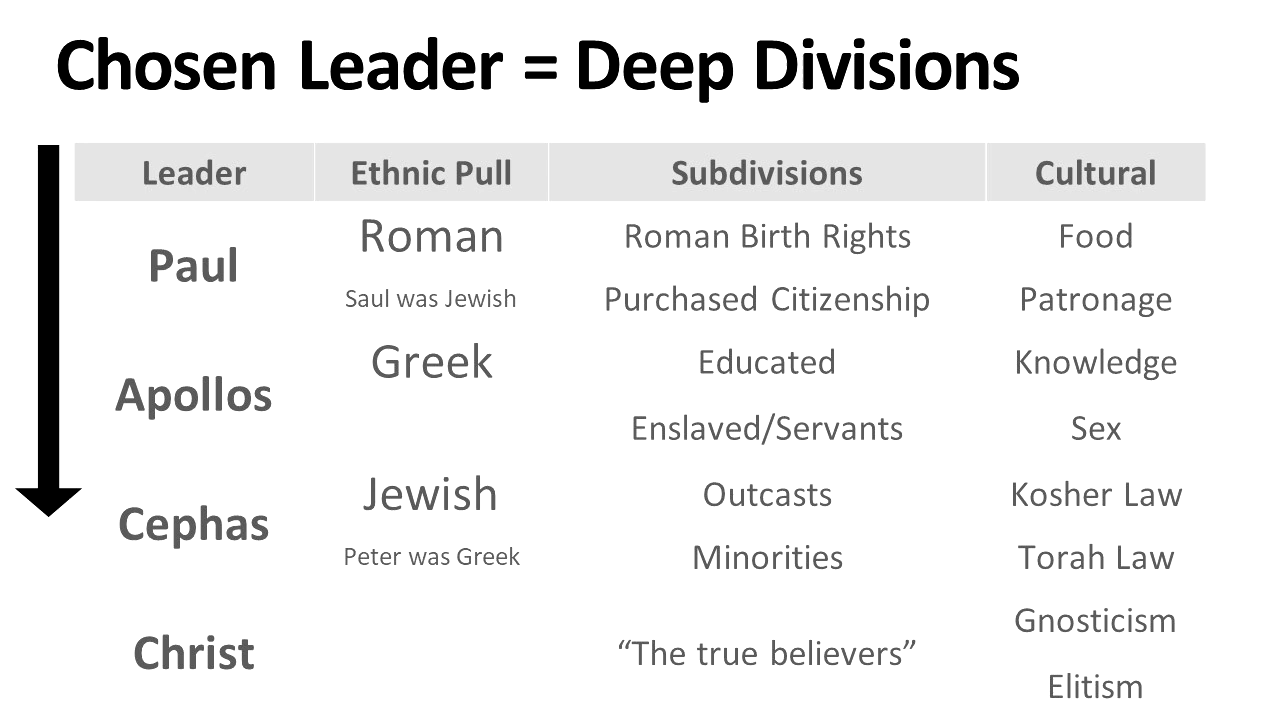 Chosen Leader = Deep Divisions
Leader Ethnic Pull Subdivisions Cultural
Paul
Roman Roman Birth Rights Food
Saul was Jewish Purchased Citizenship Patronage
Apollos
Greek Educated Knowledge
Enslaved/Servants Sex
Cephas
Jewish Outcasts Kosher Law
Peter was Greek Minorities Torah Law
Christ
“The true believers”
Gnosticism
Elitism